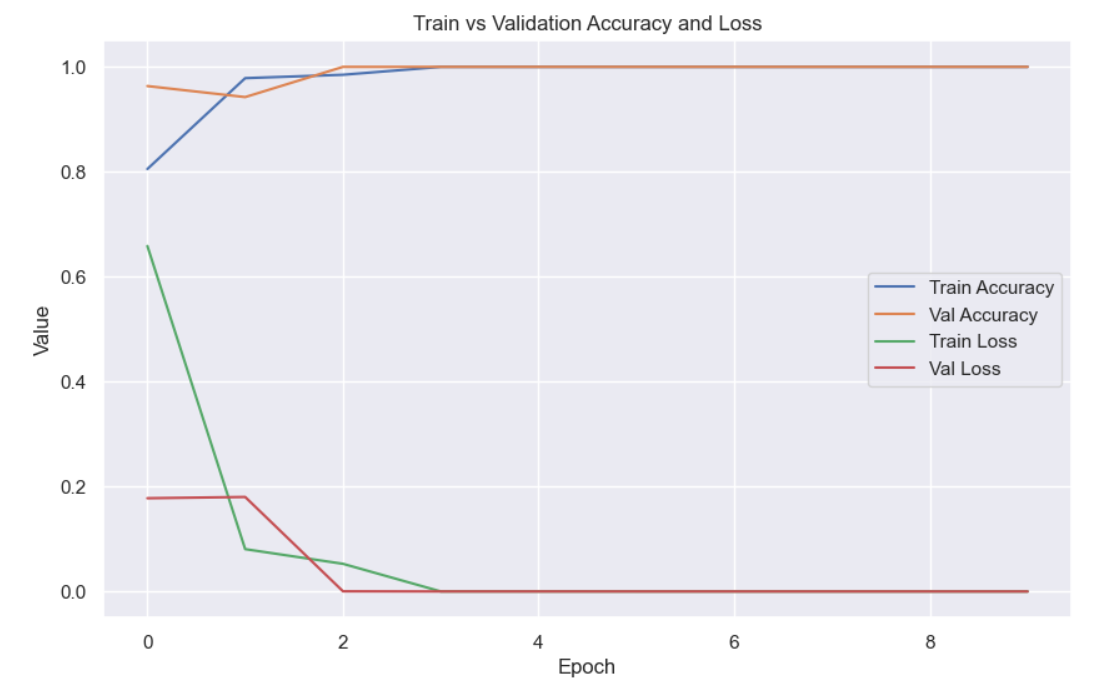 Train vs Validation Accuracy and Loss
1.0
0.8
0.6
0.4
0.2
0.0
Value
Train Accuracy
Val Accuracy
Train Loss
Val Loss
0 2 4 6 8
Epoch